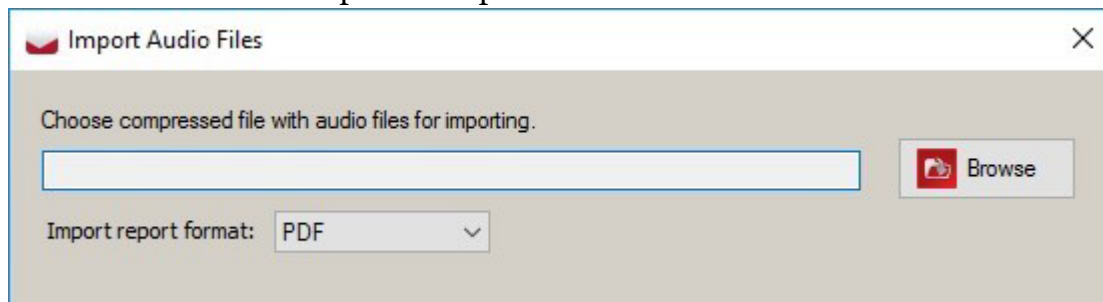 Import Audio Files
Choose compressed file with audio files for importing.
Browse
Import report format: PDF